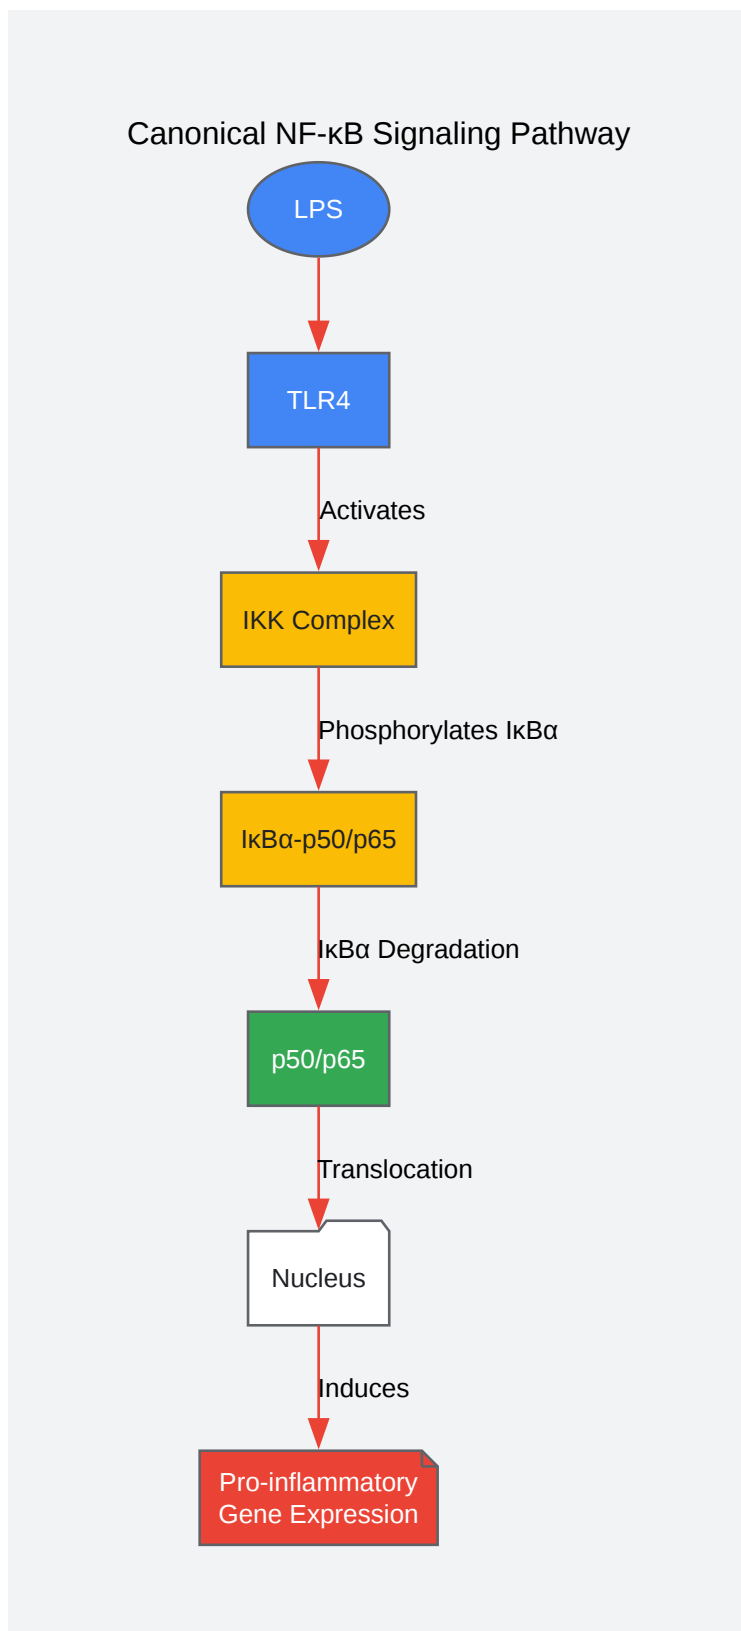 Canonical NF-κB Signaling Pathway
LPS
TLR4
Activates
IKK Complex
Phosphorylates IκBα
IκBα-p50/p65
IκBα Degradation
p50/p65
Translocation
Nucleus
Induces
Pro-inflammatory
Gene Expression